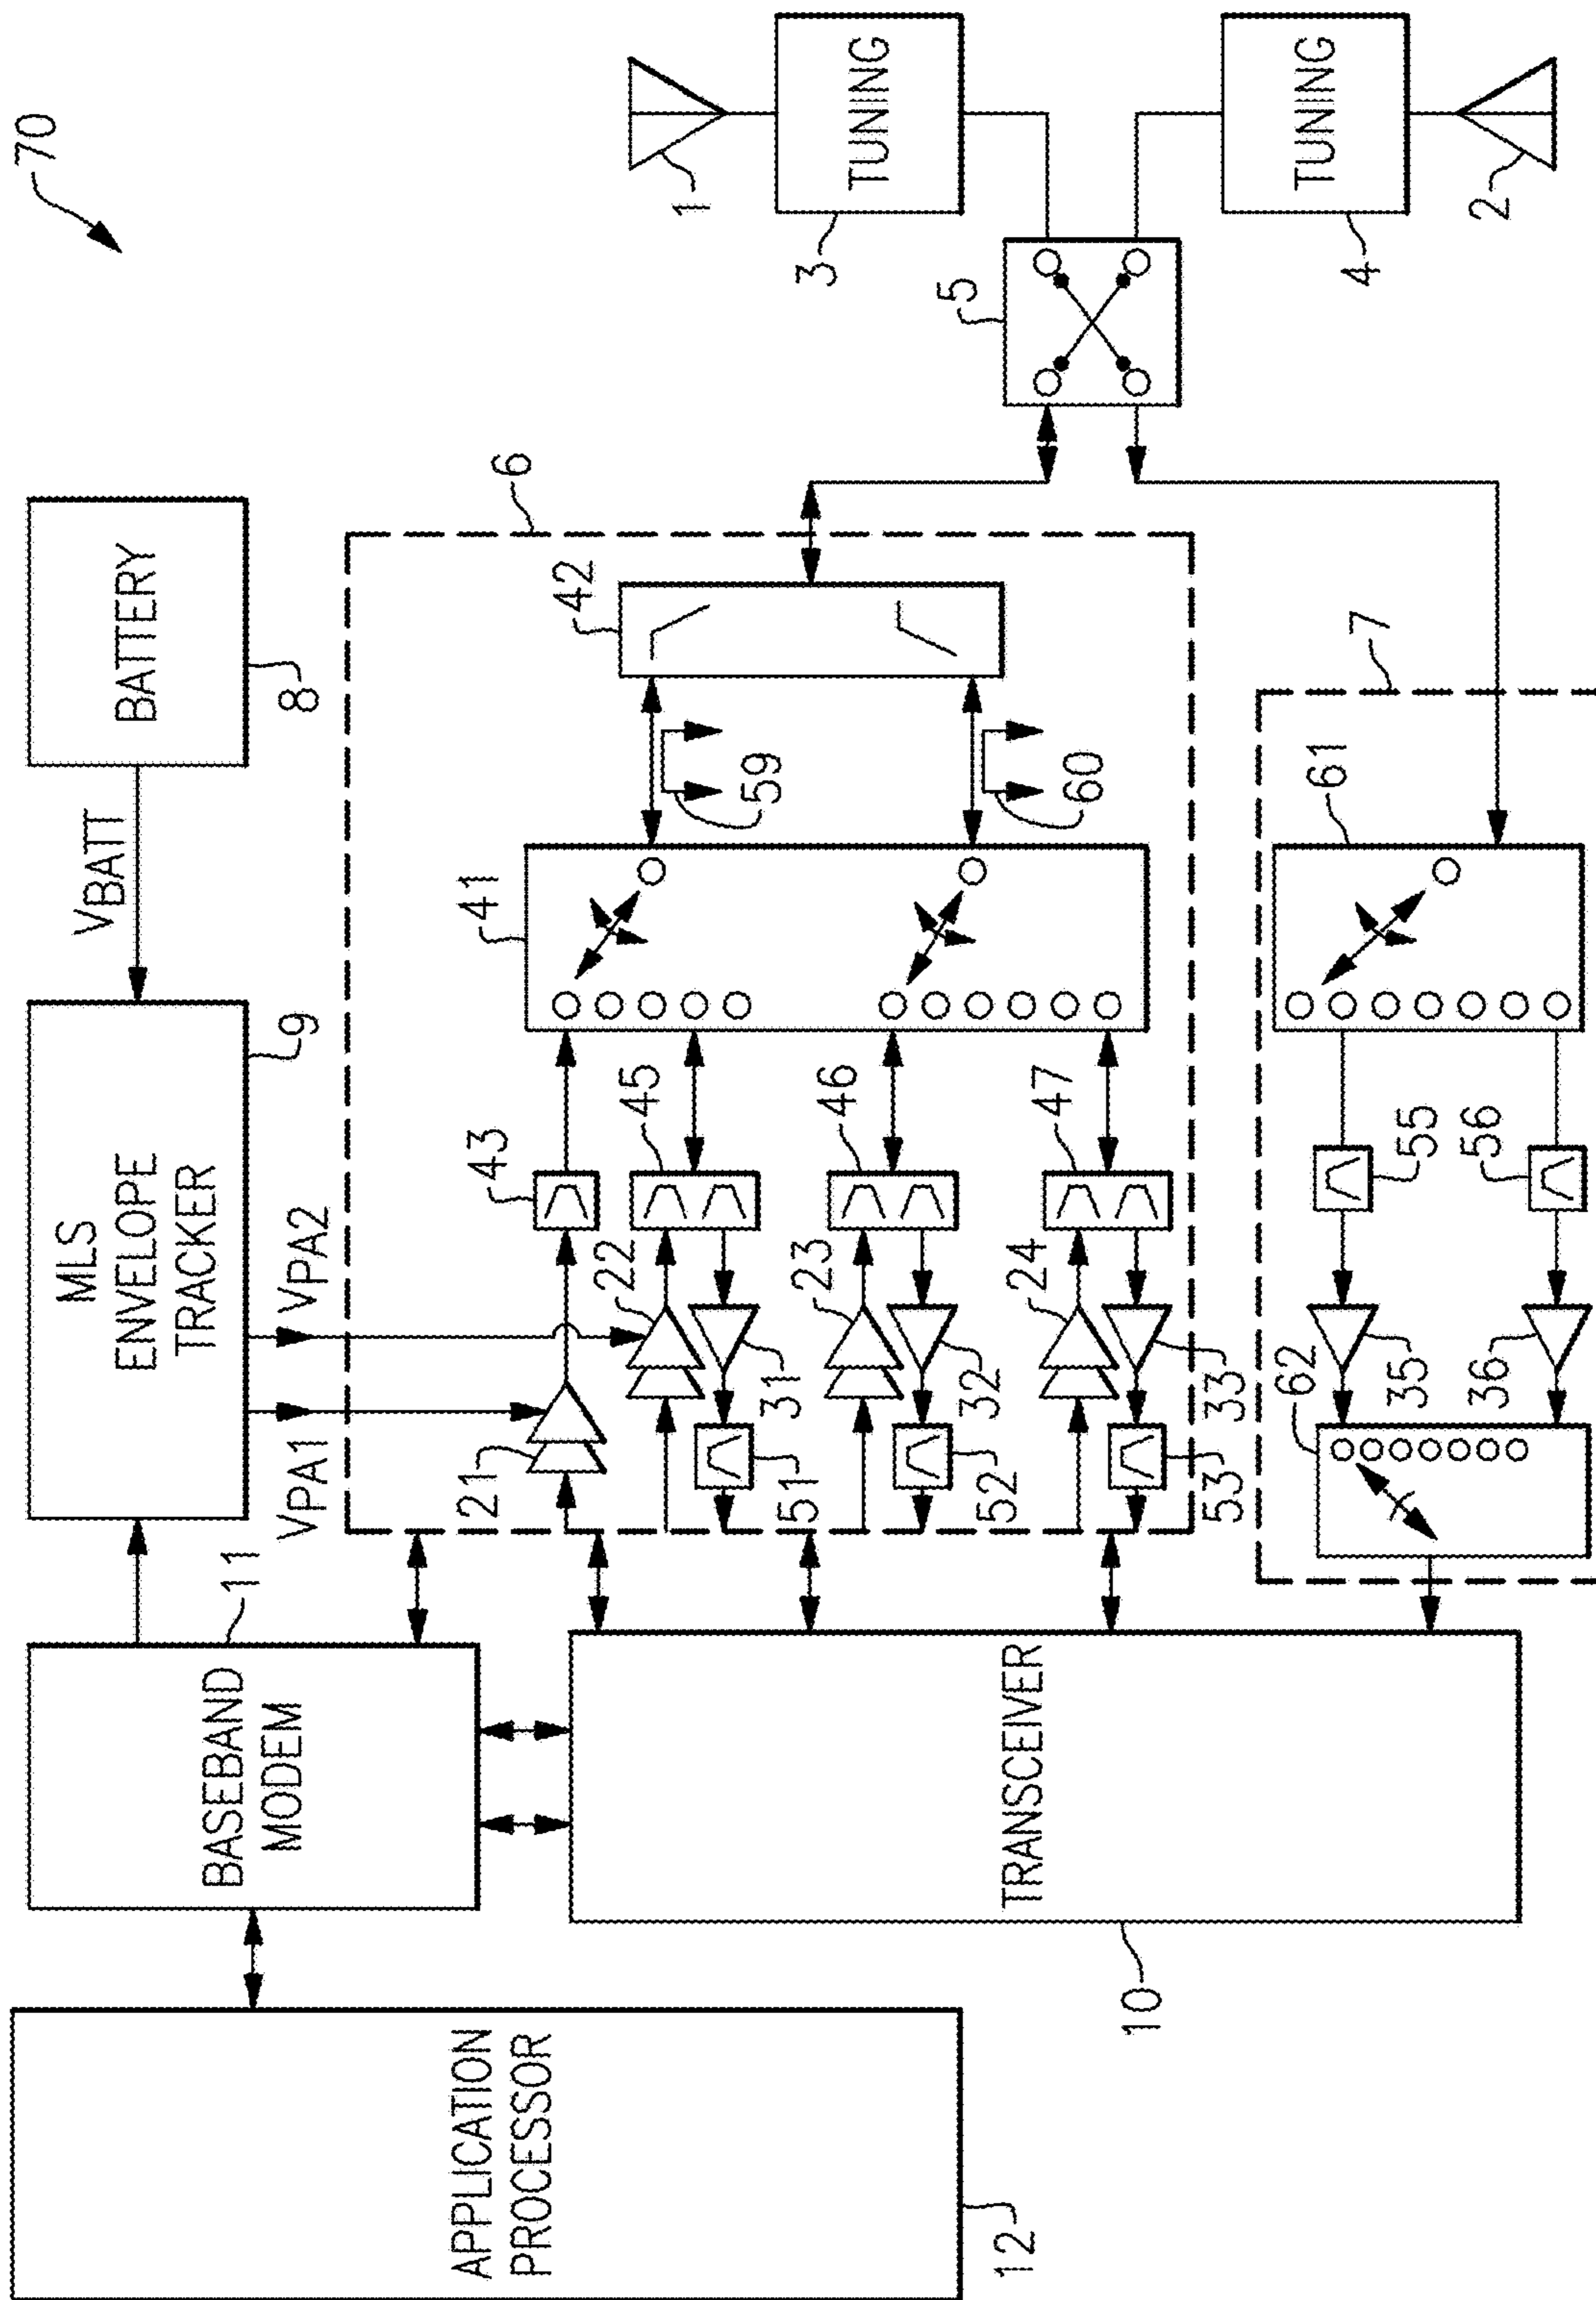 70
APPLICATION
PROCESSOR
12
BASEBAND
MODEM
11
MLS
ENVELOPE
TRACKER
9
VBATT
BATTERY
8
VPA1
VPA2
TRANSCEIVER
10
6
21
43
22
45
31
51
23
46
32
52
24
47
33
53
41
59
60
42
7
62
35
36
55
56
61
5
1
TUNING
3
TUNING
4
2